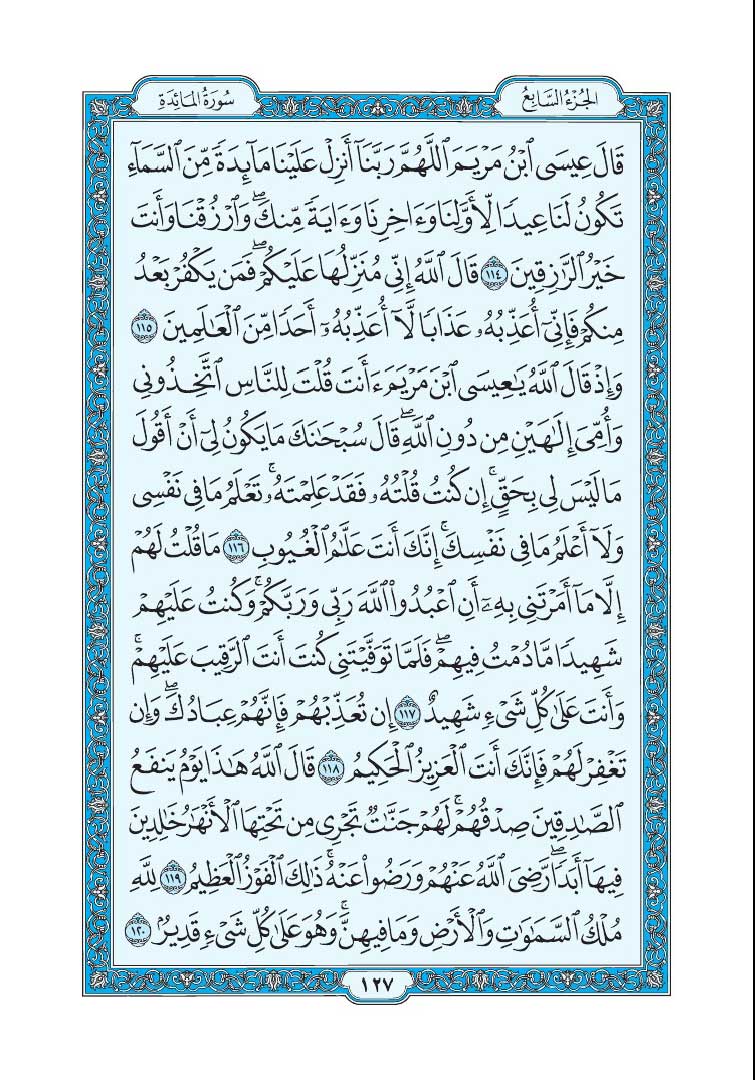 الجُزْءُ السَّابِعُ
سُورَةُ المَائِدَةِ
قَالَ عِيسَى ٱبۡنُ مَرۡيَمَ ٱللَّهُمَّ رَبَّنَآ أَنزِلۡ عَلَيۡنَا مَآئِدَةٗ مِّنَ ٱلسَّمَآءِ
تَكُونُ لَنَا عِيدٗا لِّأَوَّلِنَا وَءَاخِرِنَا وَءَايَةٗ مِّنكَۖ وَٱرۡزُقۡنَا وَأَنتَ
خَيۡرُ ٱلرَّٰزِقِينَ ١١٤ قَالَ ٱللَّهُ إِنِّي مُنَزِّلُهَا عَلَيۡكُمۡۖ فَمَن يَكۡفُرۡ بَعۡدُ
مِنكُمۡ فَإِنِّيٓ أُعَذِّبُهُۥ عَذَابٗا لَّآ أُعَذِّبُهُۥٓ أَحَدٗا مِّنَ ٱلۡعَٰلَمِينَ ١١٥
وَإِذۡ قَالَ ٱللَّهُ يَٰعِيسَى ٱبۡنَ مَرۡيَمَ ءَأَنتَ قُلۡتَ لِلنَّاسِ ٱتَّخِذُونِي
وَأُمِّيَ إِلَٰهَيۡنِ مِن دُونِ ٱللَّهِۖ قَالَ سُبۡحَٰنَكَ مَا يَكُونُ لِيٓ أَنۡ أَقُولَ
مَا لَيۡسَ لِي بِحَقٍّۚ إِن كُنتُ قُلۡتُهُۥ فَقَدۡ عَلِمۡتَهُۥۚ تَعۡلَمُ مَا فِي نَفۡسِي
وَلَآ أَعۡلَمُ مَا فِي نَفۡسِكَۚ إِنَّكَ أَنتَ عَلَّٰمُ ٱلۡغُيُوبِ ١١٦ مَا قُلۡتُ لَهُمۡ
إِلَّا مَآ أَمَرۡتَنِي بِهِۦٓ أَنِ ٱعۡبُدُواْ ٱللَّهَ رَبِّي وَرَبَّكُمۡۚ وَكُنتُ عَلَيۡهِمۡ
شَهِيدٗا مَّا دُمۡتُ فِيهِمۡۖ فَلَمَّا تَوَفَّيۡتَنِي كُنتَ أَنتَ ٱلرَّقِيبَ عَلَيۡهِمۡۚ
وَأَنتَ عَلَىٰ كُلِّ شَيۡءٖ شَهِيدٌ ١١٧ إِن تُعَذِّبۡهُمۡ فَإِنَّهُمۡ عِبَادُكَۖ وَإِن
تَغۡفِرۡ لَهُمۡ فَإِنَّكَ أَنتَ ٱلۡعَزِيزُ ٱلۡحَكِيمُ ١١٨ قَالَ ٱللَّهُ هَٰذَا يَوۡمُ يَنفَعُ
ٱلصَّٰدِقِينَ صِدۡقُهُمۡۚ لَهُمۡ جَنَّٰتٞ تَجۡرِي مِن تَحۡتِهَا ٱلۡأَنۡهَٰرُ خَٰلِدِينَ
فِيهَآ أَبَدٗاۖ رَّضِيَ ٱللَّهُ عَنۡهُمۡ وَرَضُواْ عَنۡهُۚ ذَٰلِكَ ٱلۡفَوۡزُ ٱلۡعَظِيمُ ١١٩ لِلَّهِ
مُلۡكُ ٱلسَّمَٰوَٰتِ وَٱلۡأَرۡضِ وَمَا فِيهِنَّۚ وَهُوَ عَلَىٰ كُلِّ شَيۡءٖ قَدِيرُۢ ١٢٠
١٢٧